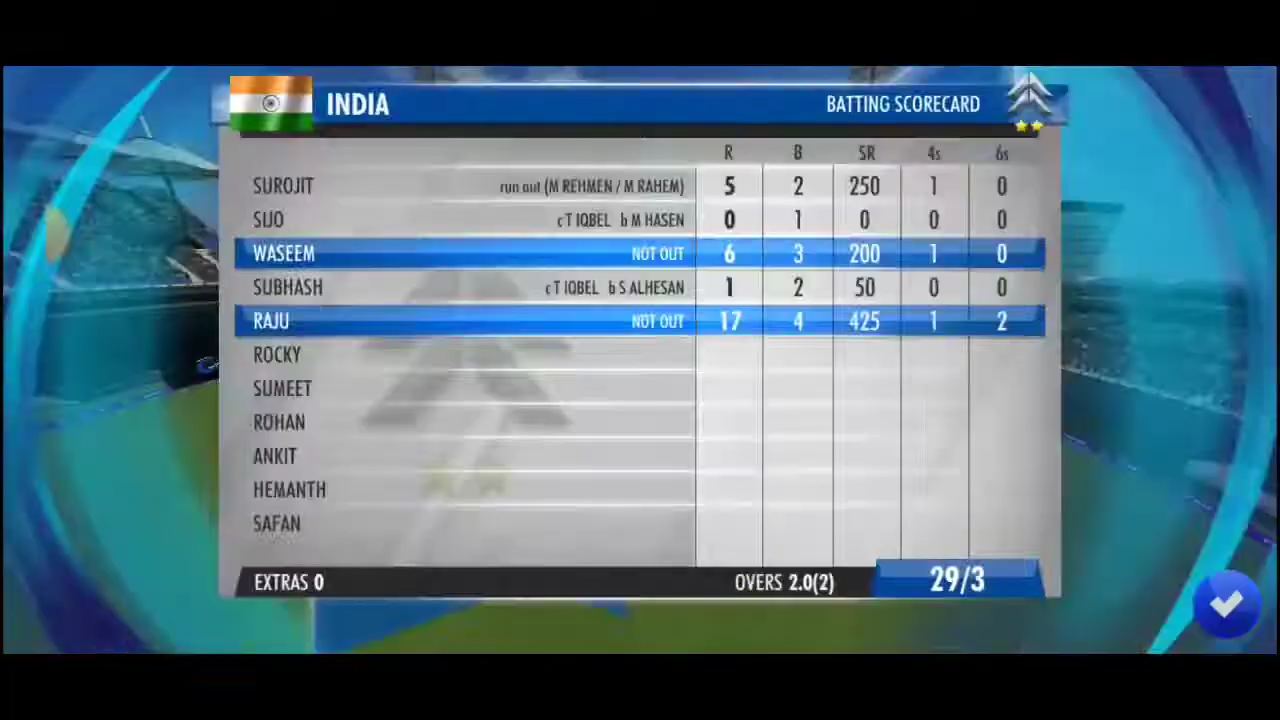 INDIA BATTING SCORECARD
R B SR 4s 6s
SUROJIT run out (M REHMEN / M RAHEM) 5 2 250 1 0
SIJO c T IQBEL b M HASEN 0 1 0 0 0
WASEEM NOT OUT 6 3 200 1 0
SUBHASH c T IQBEL b S ALHESAN 1 2 50 0 0
RAJU NOT OUT 17 4 425 1 2
ROCKY
SUMEET
ROHAN
ANKIT
HEMANTH
SAFAN
EXTRAS 0 OVERS 2.0(2) 29/3